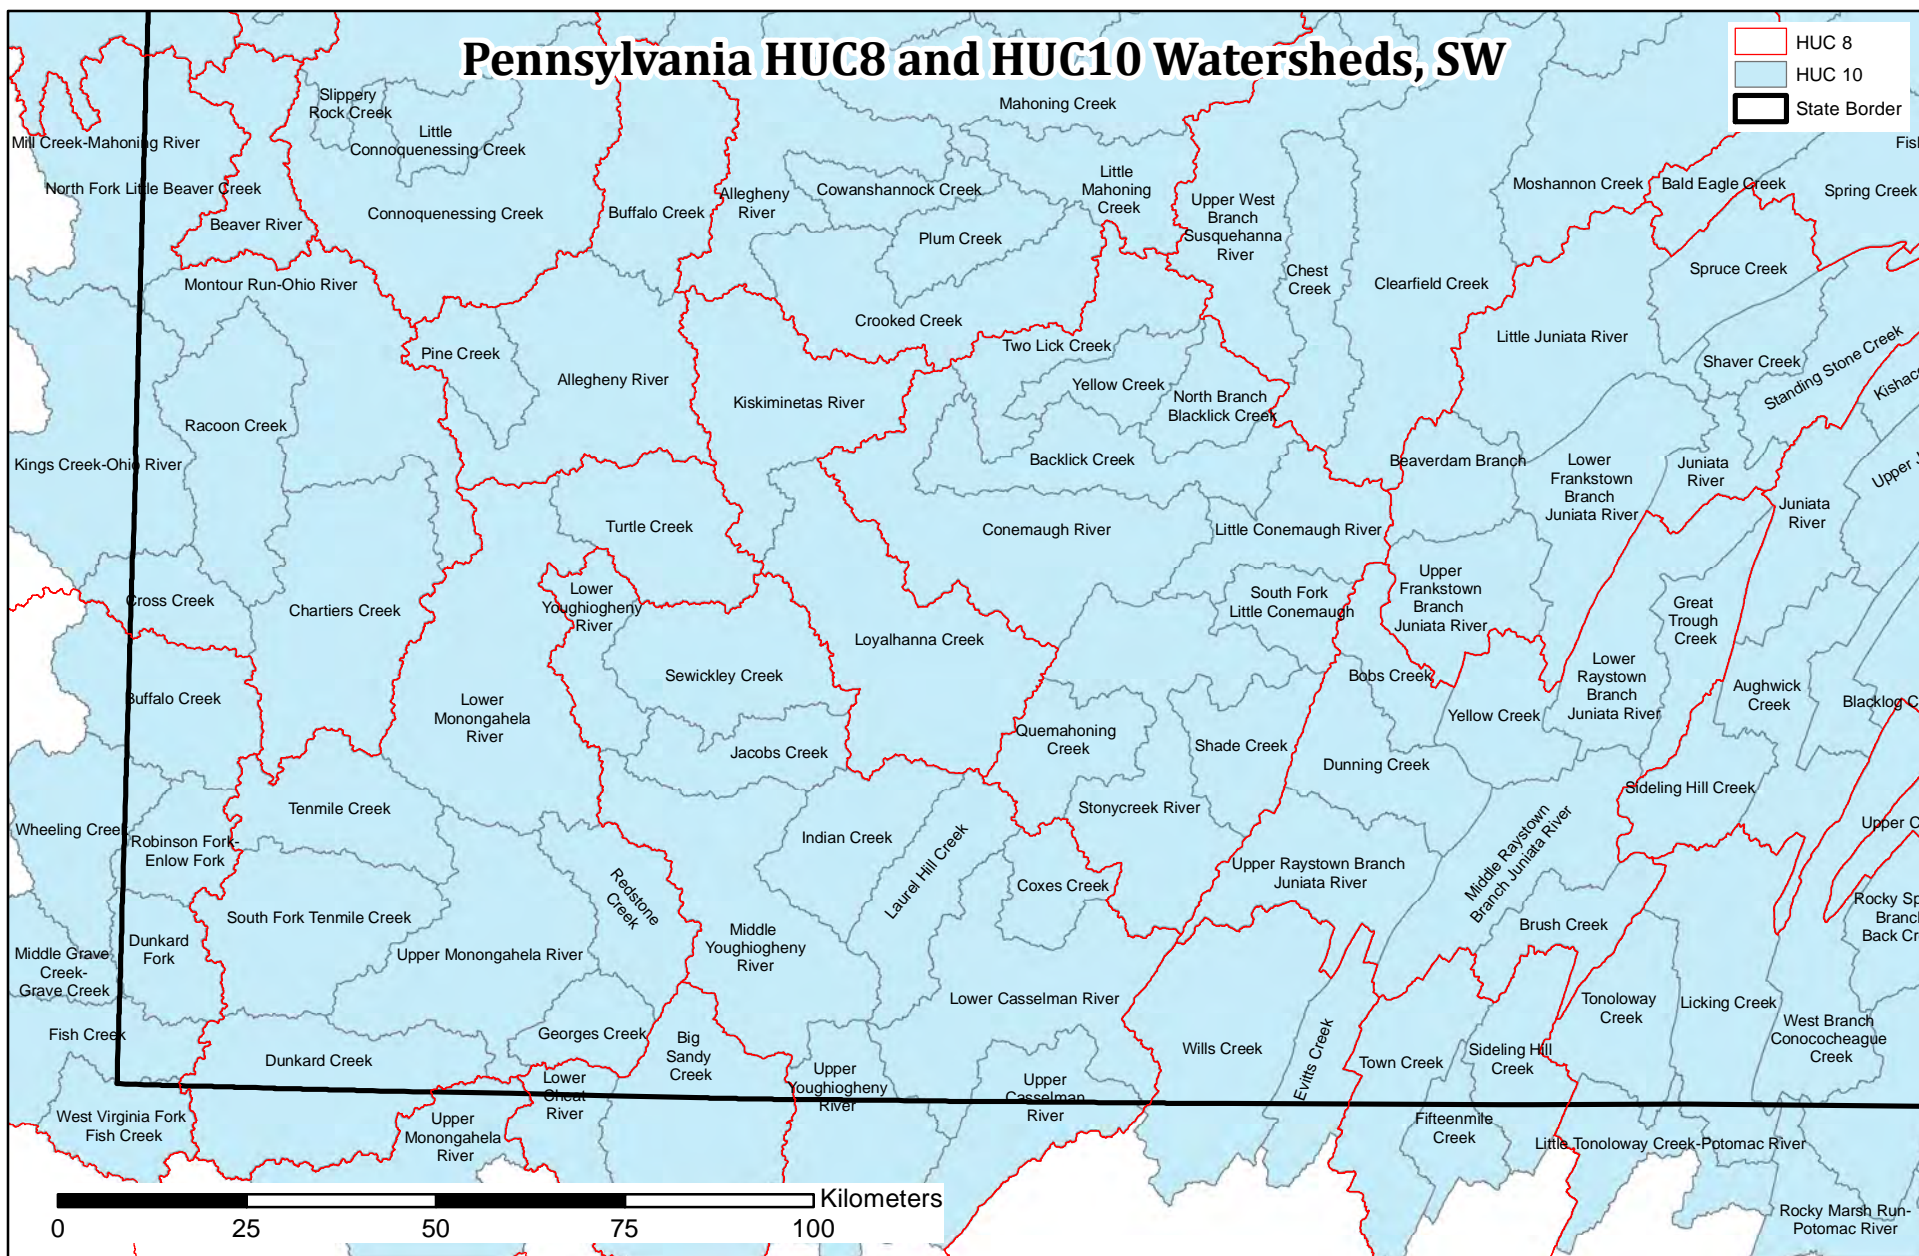 Pennsylvania HUC8 and HUC10 Watersheds, SW
HUC 8
HUC 10
State Border
Mahoning Creek
Slippery
Rock Creek
Little
Connoquenessing Creek
Mill Creek-Mahoning River
North Fork Little Beaver Creek
Beaver River
Connoquenessing Creek
Buffalo Creek
Allegheny
River
Cowanshannock Creek
Little
Mahoning
Creek
Plum Creek
Upper West
Branch
Susquehanna
River
Chest
Creek
Clearfield Creek
Moshannon Creek
Bald Eagle Creek
Spring Creek
Fis
Spruce Creek
Montour Run-Ohio River
Crooked Creek
Two Lick Creek
Little Juniata River
Shaver Creek
Standing Stone Creek
Kishac
Pine Creek
Allegheny River
Kiskiminetas River
Yellow Creek
North Branch
Blacklick Creek
Racoon Creek
Kings Creek-Ohio River
Backlick Creek
Beaverdam Branch
Lower
Frankstown
Branch
Juniata River
Juniata
River
Juniata
River
Upper J
Turtle Creek
Conemaugh River
Little Conemaugh River
Cross Creek
Chartiers Creek
Lower
Youghiogheny
River
Loyalhanna Creek
South Fork
Little Conemaugh
Upper
Frankstown
Branch
Juniata River
Great
Trough
Creek
Buffalo Creek
Lower
Monongahela
River
Sewickley Creek
Jacobs Creek
Quemahoning
Creek
Shade Creek
Bobs Creek
Yellow Creek
Lower
Raystown
Branch
Juniata River
Aughwick
Creek
Blacklog C
Dunning Creek
Sideling Hill Creek
Tenmile Creek
Wheeling Creek
Robinson Fork-
Enlow Fork
Indian Creek
Laurel Hill Creek
Stonycreek River
Middle Raystown
Branch Juniata River
Upper C
Redstone
Creek
Coxes Creek
Upper Raystown Branch
Juniata River
South Fork Tenmile Creek
Brush Creek
Rocky Sp
Branc
Back Cr
Dunkard
Fork
Middle Grave
Creek-
Grave Creek
Upper Monongahela River
Middle
Youghiogheny
River
Lower Casselman River
Tonoloway
Creek
Licking Creek
Fish Creek
Dunkard Creek
Georges Creek
Big
Sandy
Creek
Wills Creek
Evitts Creek
Town Creek
Sideling Hill
Creek
West Branch
Conococheague
Creek
Lower
Cheat
River
Upper
Youghiogheny
River
Upper
Casselman
River
West Virginia Fork
Fish Creek
Upper
Monongahela
River
Fifteenmile
Creek
Little Tonoloway Creek-Potomac River
Rocky Marsh Run-
Potomac River
Kilometers
0 25 50 75 100